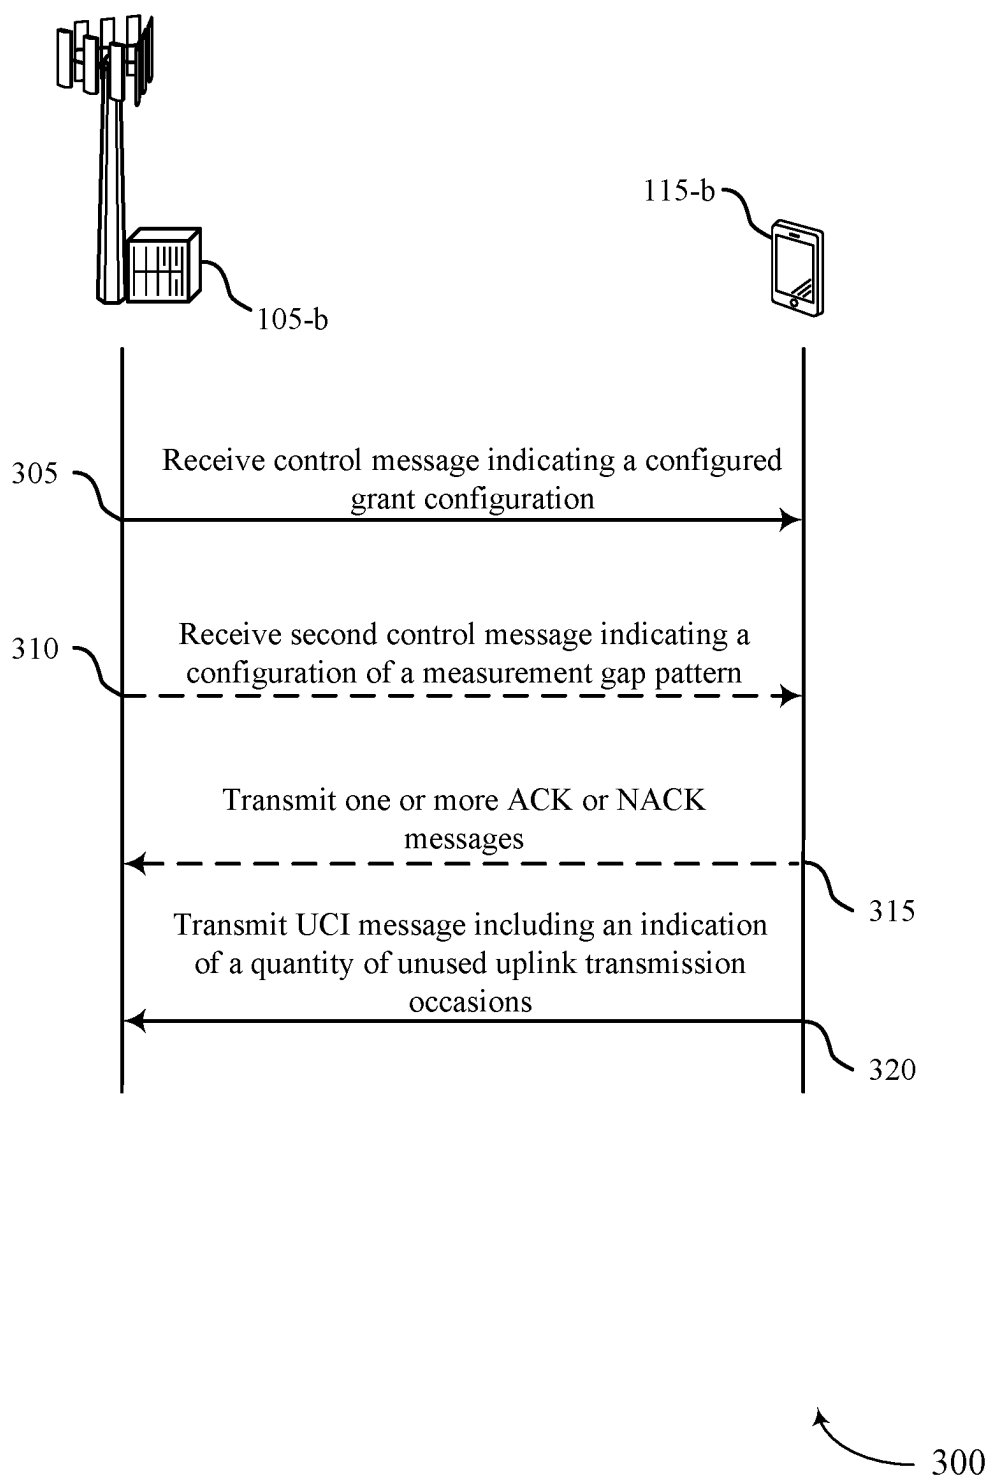 115-b
105-b
305
Receive control message indicating a configured
grant configuration
310
Receive second control message indicating a
configuration of a measurement gap pattern
Transmit one or more ACK or NACK
messages
315
Transmit UCI message including an indication
of a quantity of unused uplink transmission
occasions
320
300